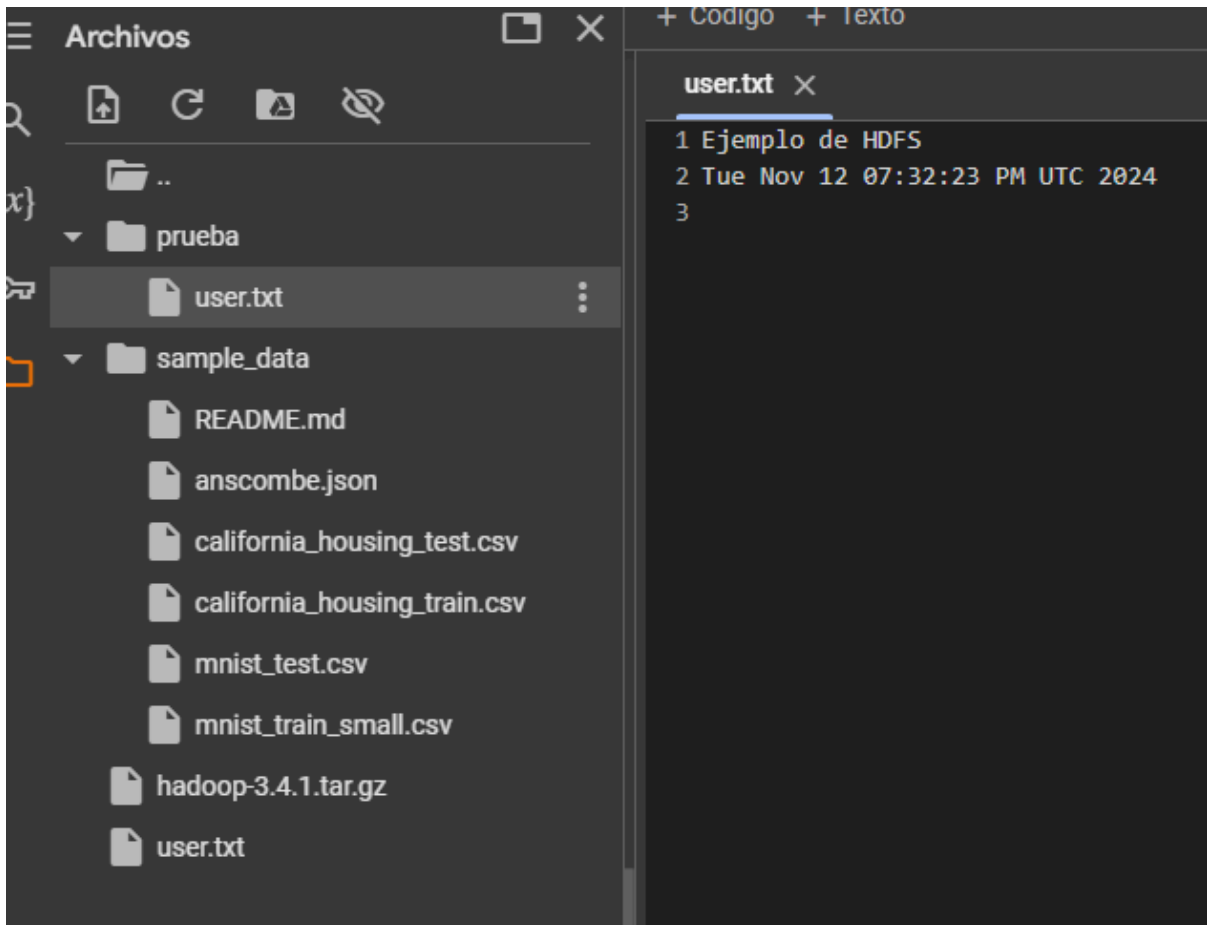 Archivos
..
prueba
user.txt
sample_data
README.md
anscombe.json
california_housing_test.csv
california_housing_train.csv
mnist_test.csv
mnist_train_small.csv
hadoop-3.4.1.tar.gz
user.txt
+ Código + Texto
user.txt
1 Ejemplo de HDFS
2 Tue Nov 12 07:32:23 PM UTC 2024
3